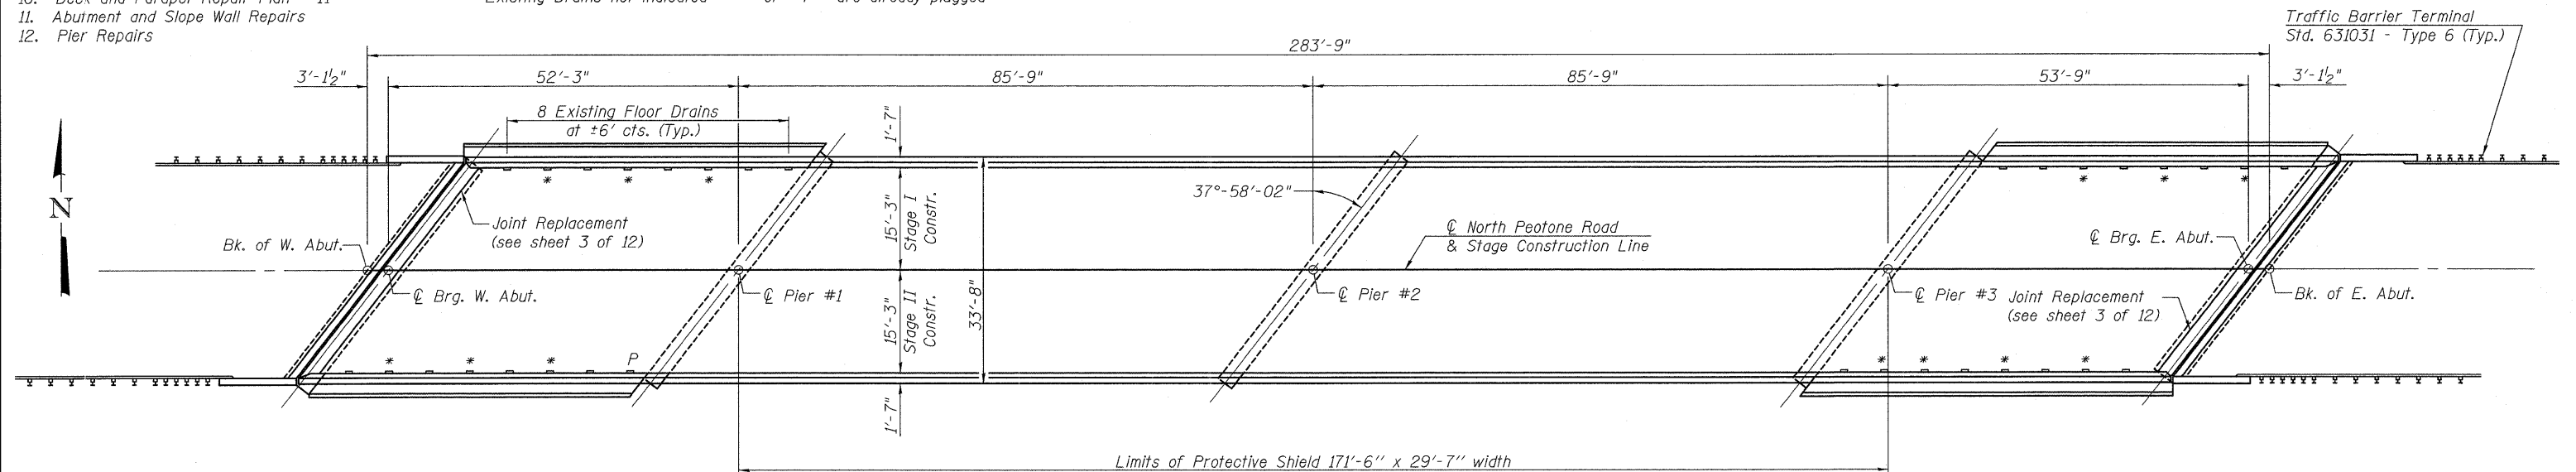 11. Abutment and Slope Wall Repairs
12. Pier Repairs
Traffic Barrier Terminal
Std. 631031 - Type 6 (Typ.)
283'-9"
3'-1½"
52'-3"
85'-9"
85'-9"
53'-9"
3'-1½"
8 Existing Floor Drains
at ±6' cts. (Typ.)
1'-7"
N
* * *
* * *
37°-58'-02"
Joint Replacement
(see sheet 3 of 12)
15'-3"
Stage I
Constr.
℄ North Peotone Road
& Stage Construction Line
Bk. of W. Abut.
℄ Brg. E. Abut.
℄ Brg. W. Abut.
℄ Pier #1
℄ Pier #2
℄ Pier #3
Joint Replacement
(see sheet 3 of 12)
Bk. of E. Abut.
15'-3"
Stage II
Constr.
33'-8"
* * * P
* * * *
1'-7"
Limits of Protective Shield 171'-6" x 29'-7" width